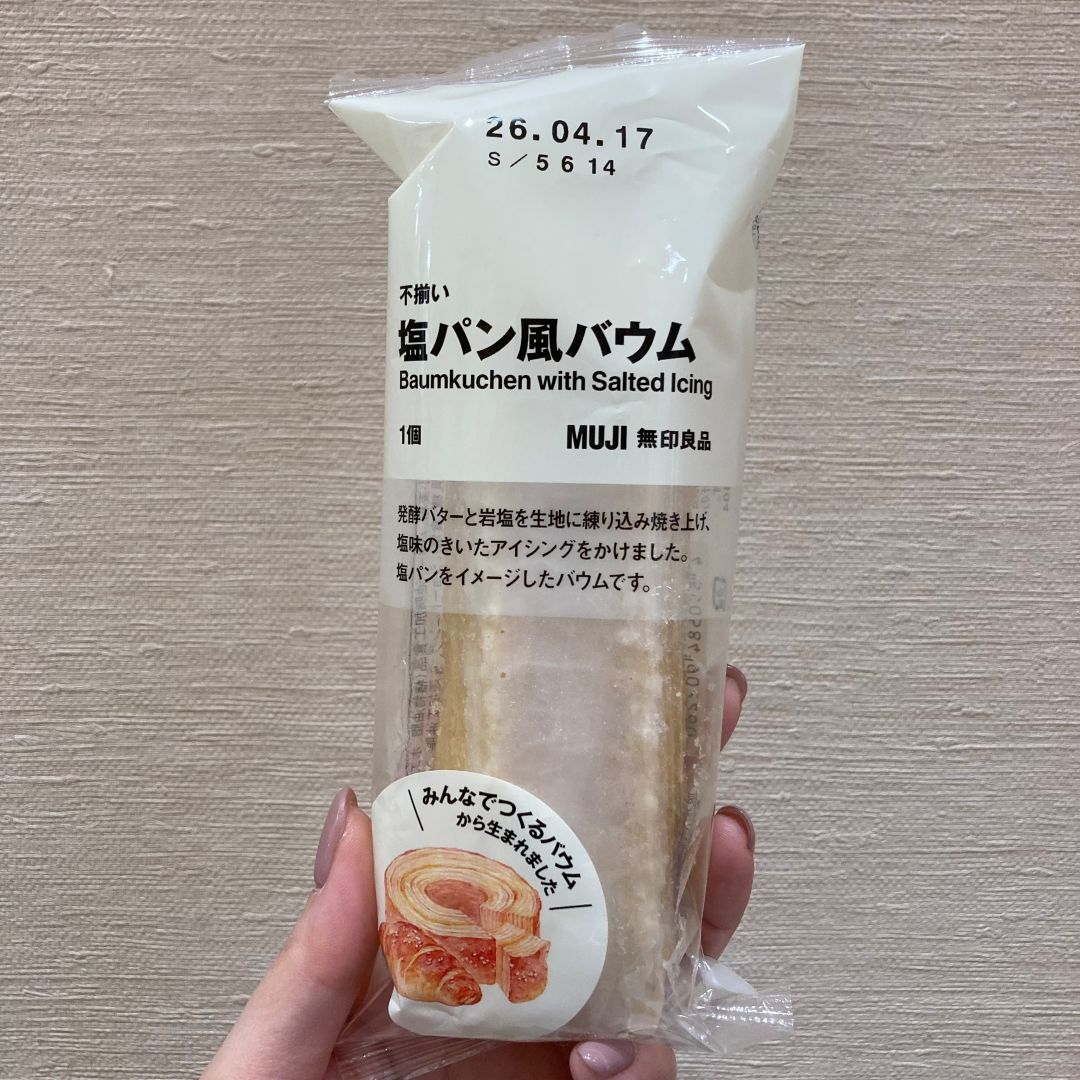 26.04.17
S/5 6 14
不揃い
塩パン風バウム
Baumkuchen with Salted Icing
1個
MUJI 無印良品
発酵バターと岩塩を生地に練り込み焼き上げ、
塩味のきいたアイシングをかけました。
塩パンをイメージしたバウムです。
みんなでつくるバウム
から生まれました